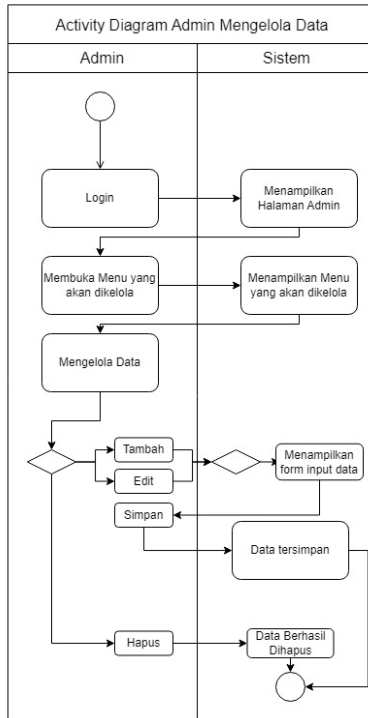 Activity Diagram Admin Mengelola Data
Admin
Sistem
Login
Menampilkan
Halaman Admin
Membuka Menu yang
akan dikelola
Menampilkan Menu
yang akan dikelola
Mengelola Data
Tambah
Edit
Menampilkan
form input data
Simpan
Data tersimpan
Hapus
Data Berhasil
Dihapus